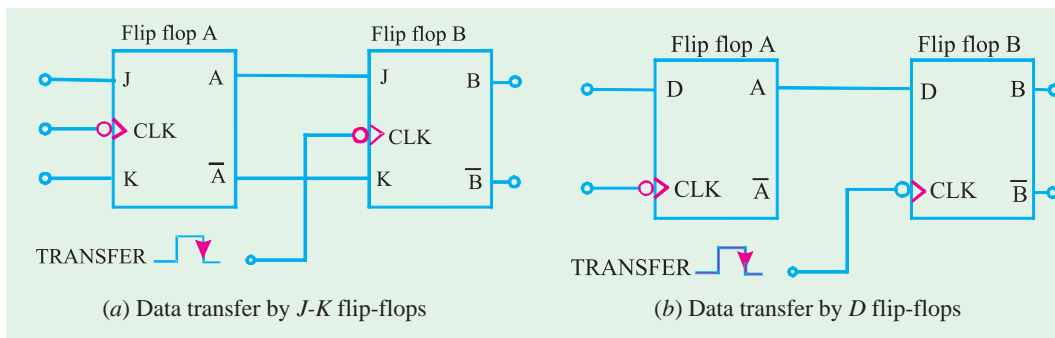 Flip flop A
Flip flop B
J A
J B
CLK
CLK
K A̅
K B̅
TRANSFER
(a) Data transfer by J-K flip-flops
Flip flop A
Flip flop B
D A
D B
CLK A̅
CLK B̅
TRANSFER
(b) Data transfer by D flip-flops